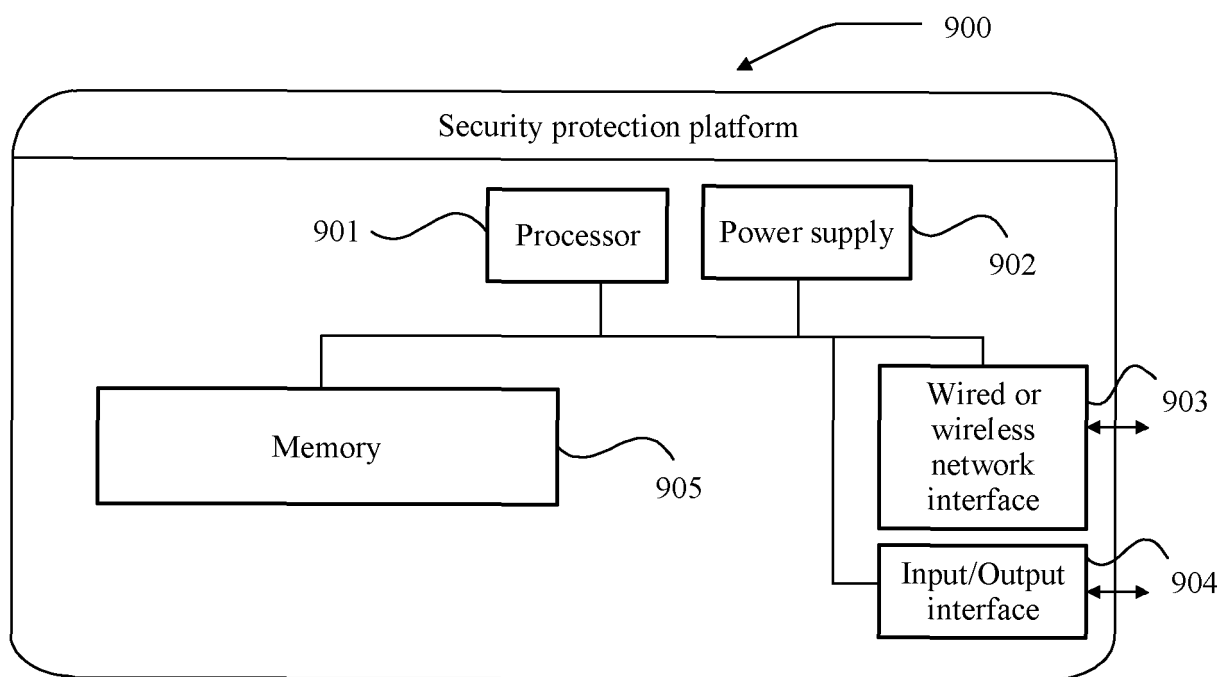 900
Security protection platform
901
Processor
Power supply
902
Memory
905
Wired or
wireless
network
interface
903
Input/Output
interface
904